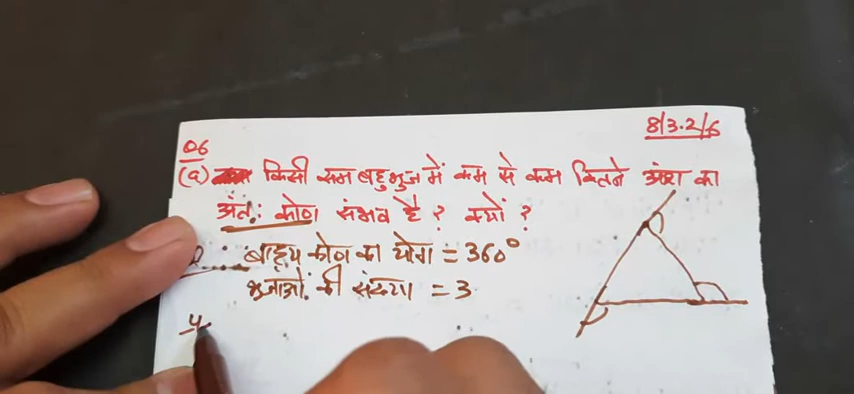 8/3.2/6
06
(a) किसी सम बहुभुज में कम से कम कितने अंश का
अंत: कोण संभव है? क्यों?
बाह्य कोण का योग = 360°
भुजाओं की संख्या = 3